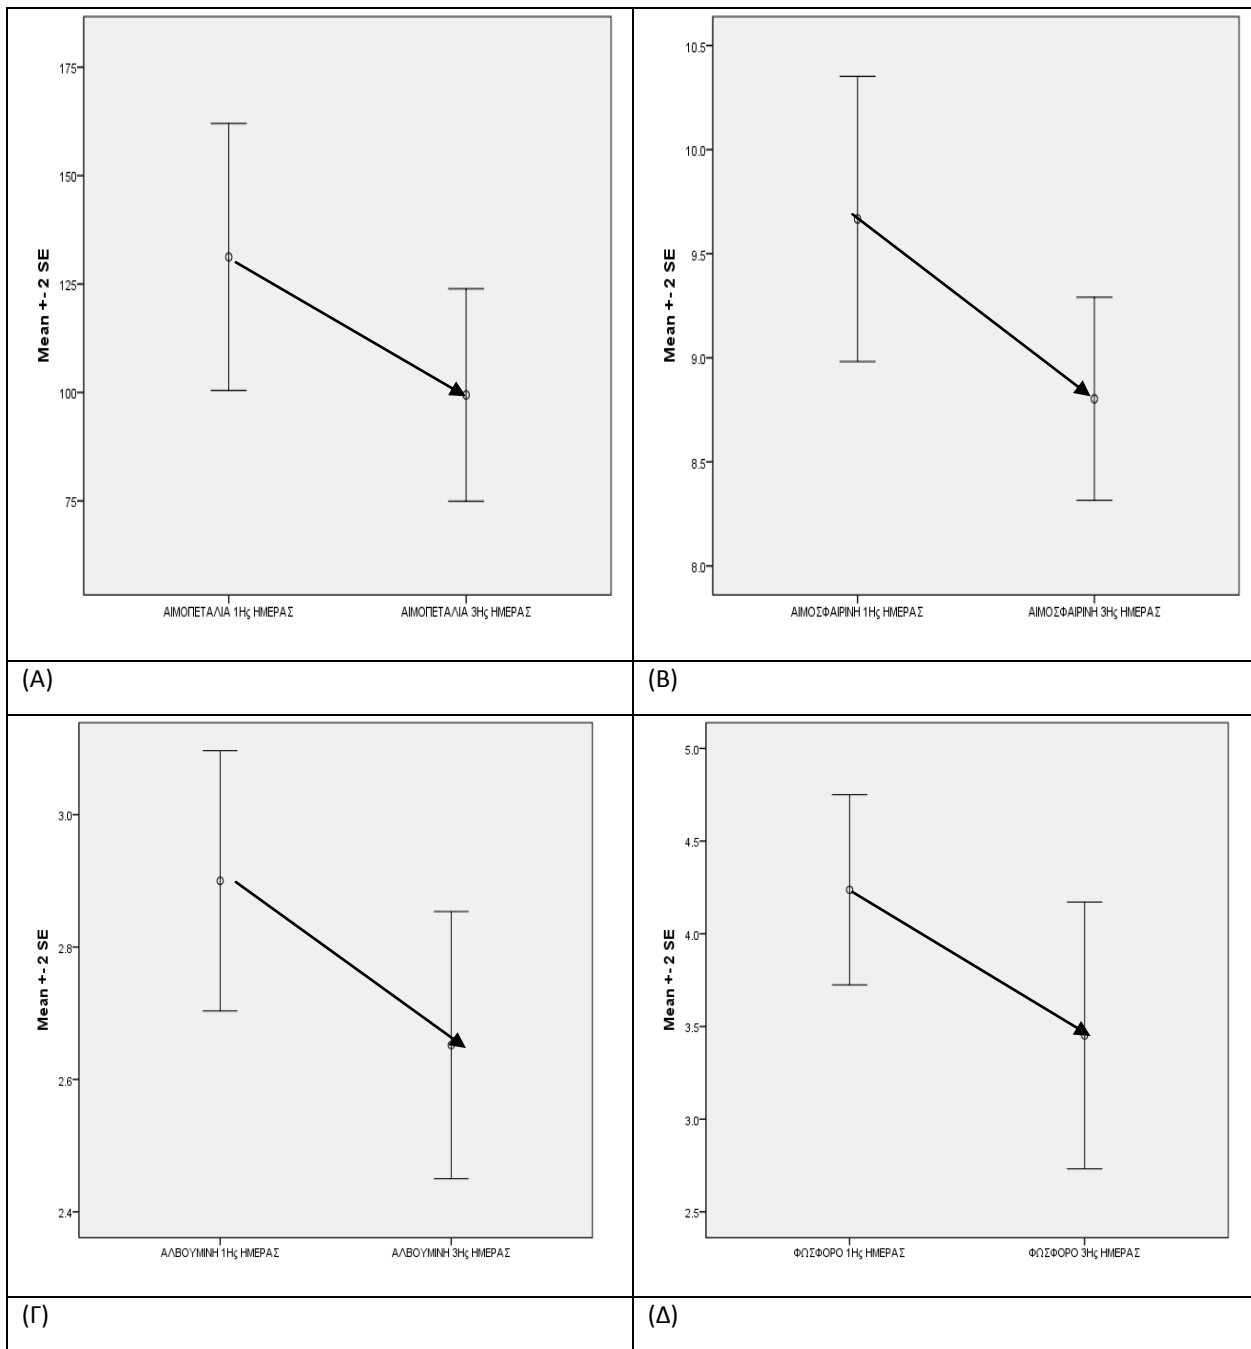 175
150
125
100
75
Mean +- 2 SE
ΑΙΜΟΠΕΤΑΛΙΑ 1Ης ΗΜΕΡΑΣ
ΑΙΜΟΠΕΤΑΛΙΑ 3Ης ΗΜΕΡΑΣ
(Α)
10.5
10.0
9.5
9.0
8.5
8.0
Mean +- 2 SE
ΑΙΜΟΣΦΑΙΡΙΝΗ 1Ης ΗΜΕΡΑΣ
ΑΙΜΟΣΦΑΙΡΙΝΗ 3Ης ΗΜΕΡΑΣ
(Β)
3.0
2.8
2.6
2.4
Mean +- 2 SE
ΑΛΒΟΥΜΙΝΗ 1Ης ΗΜΕΡΑΣ
ΑΛΒΟΥΜΙΝΗ 3Ης ΗΜΕΡΑΣ
(Γ)
5.0
4.5
4.0
3.5
3.0
2.5
Mean +- 2 SE
ΦΩΣΦΟΡΟ 1Ης ΗΜΕΡΑΣ
ΦΩΣΦΟΡΟ 3Ης ΗΜΕΡΑΣ
(Δ)